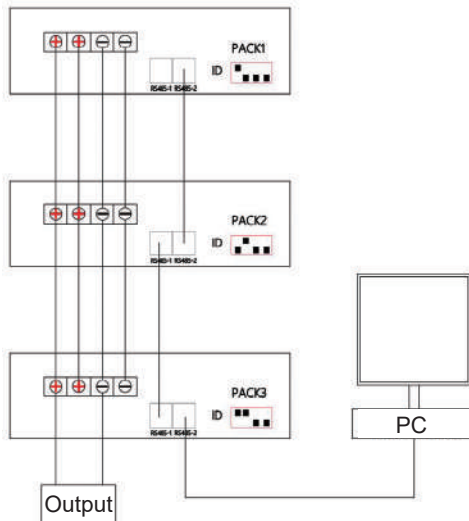 PACK1
ID
RS485-1 RS485-2
PACK2
ID
RS485-1 RS485-2
PACK3
ID
RS485-1 RS485-2
PC
Output